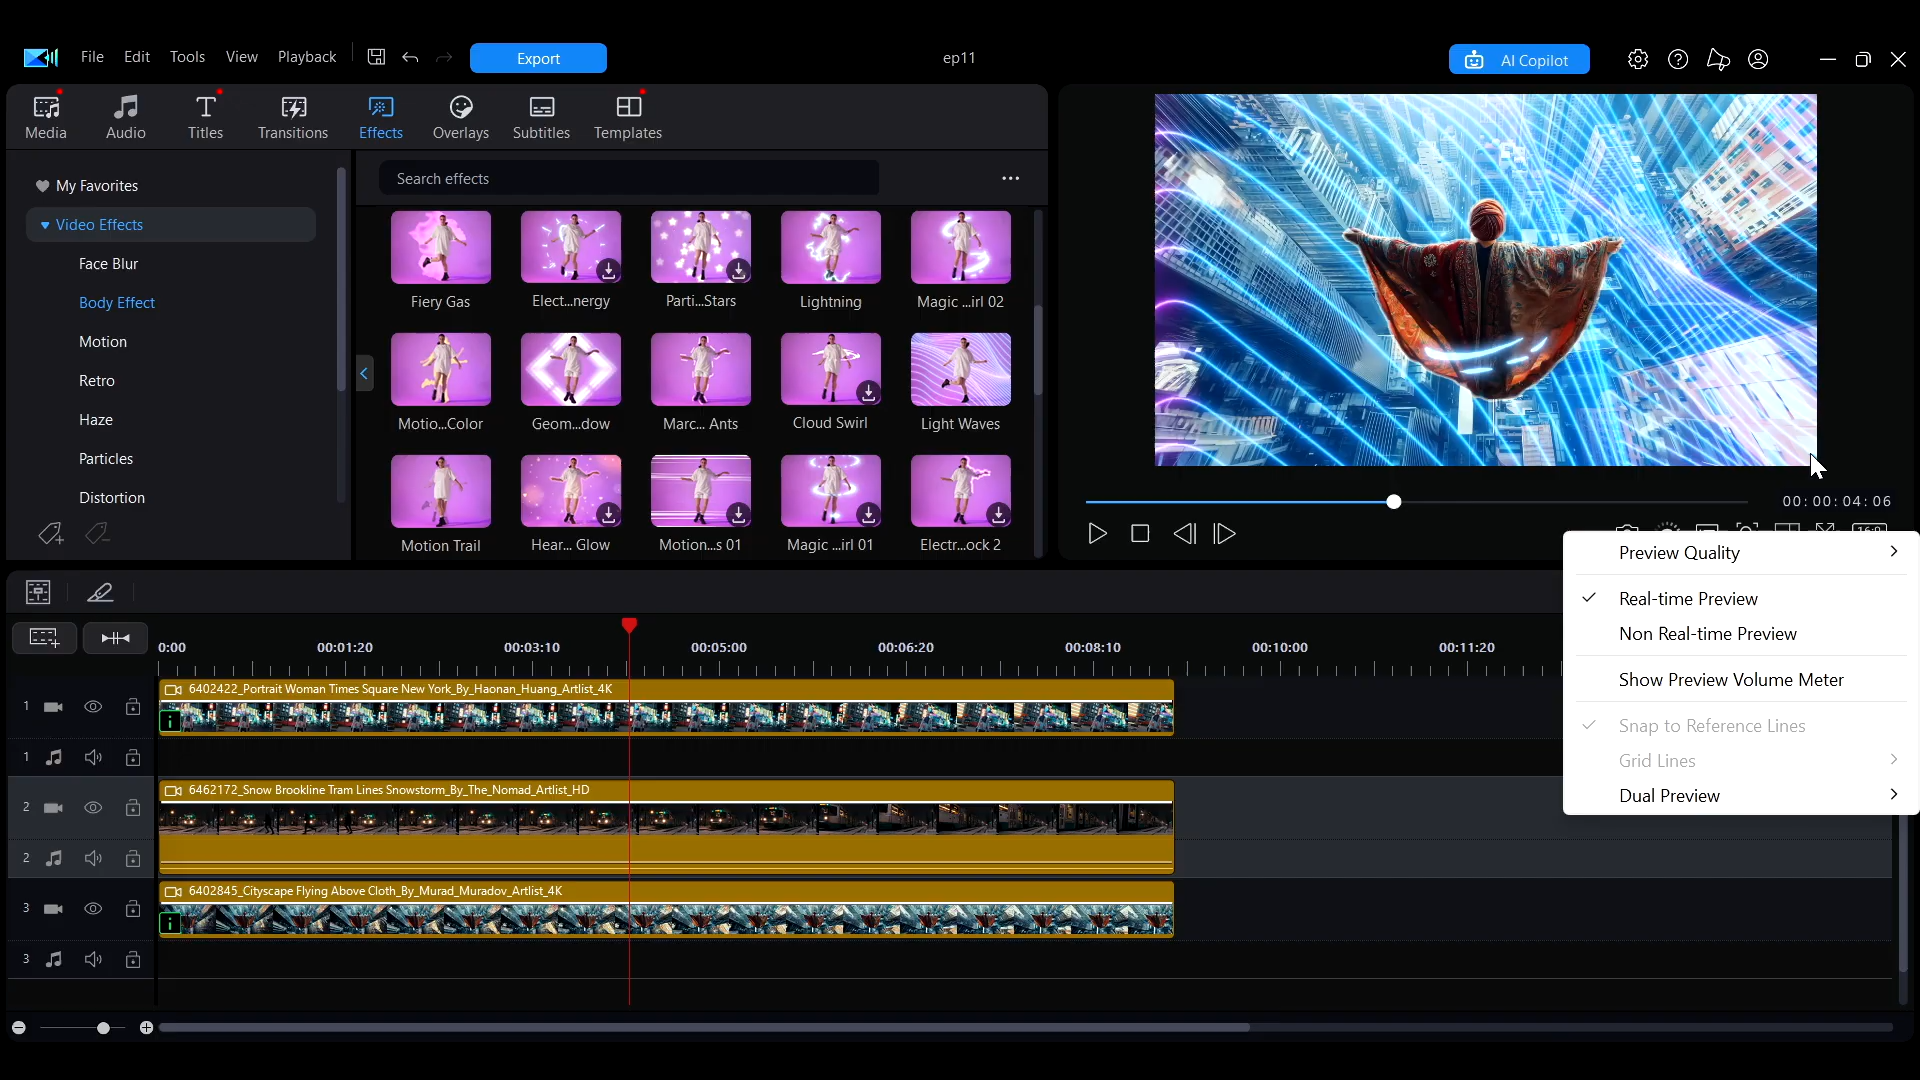 File Edit Tools View Playback Export ep11 AI Copilot
Media Audio Titles Transitions Effects Overlays Subtitles Templates
My Favorites
Video Effects
Face Blur
Body Effect
Motion
Retro
Haze
Particles
Distortion
Search effects
Fiery Gas Elect...nergy Parti...Stars Lightning Magic ...irl 02
Motio...Color Geom...dow Marc... Ants Cloud Swirl Light Waves
Motion Trail Hear... Glow Motion...s 01 Magic ...irl 01 Electr...ock 2
00:00:04:06
Preview Quality
Real-time Preview
Non Real-time Preview
Show Preview Volume Meter
Snap to Reference Lines
Grid Lines
Dual Preview
0:00 00:01:20 00:03:10 00:05:00 00:06:20 00:08:10 00:10:00 00:11:20
1 6402422_Portrait Woman Times Square New York_By_Haonan_Huang_Artlist_4K
1
2 6462172_Snow Brookline Tram Lines Snowstorm_By_The_Nomad_Artlist_HD
2
3 6402845_Cityscape Flying Above Cloth_By_Murad_Muradov_Artlist_4K
3